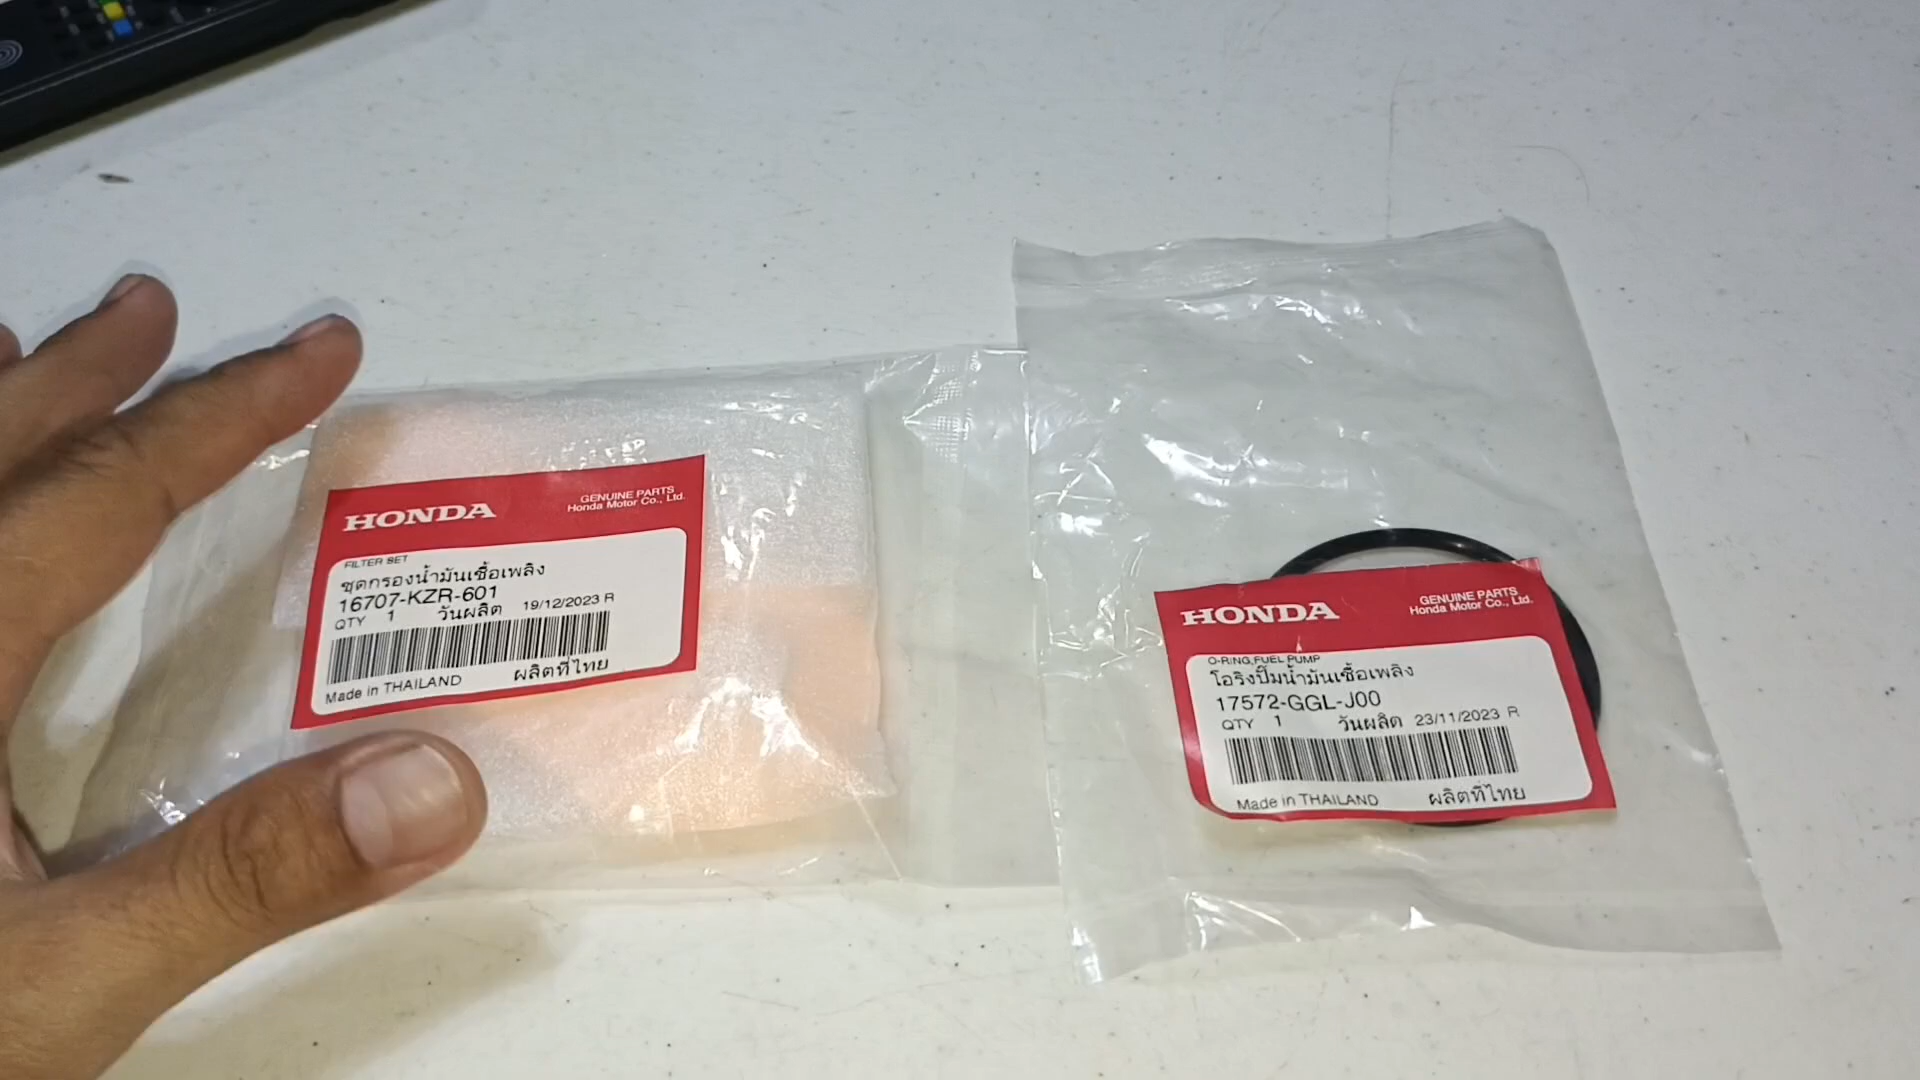 HONDA
GENUINE PARTS
Honda Motor Co., Ltd.
FILTER SET
ชุดกรองน้ำมันเชื้อเพลิง
16707-KZR-601
QTY 1 วันผลิต 19/12/2023 R
Made in THAILAND ผลิตที่ไทย
HONDA
GENUINE PARTS
Honda Motor Co., Ltd.
O-RING,FUEL PUMP
โอริงปั๊มน้ำมันเชื้อเพลิง
17572-GGL-J00
QTY 1 วันผลิต 23/11/2023 R
Made in THAILAND ผลิตที่ไทย